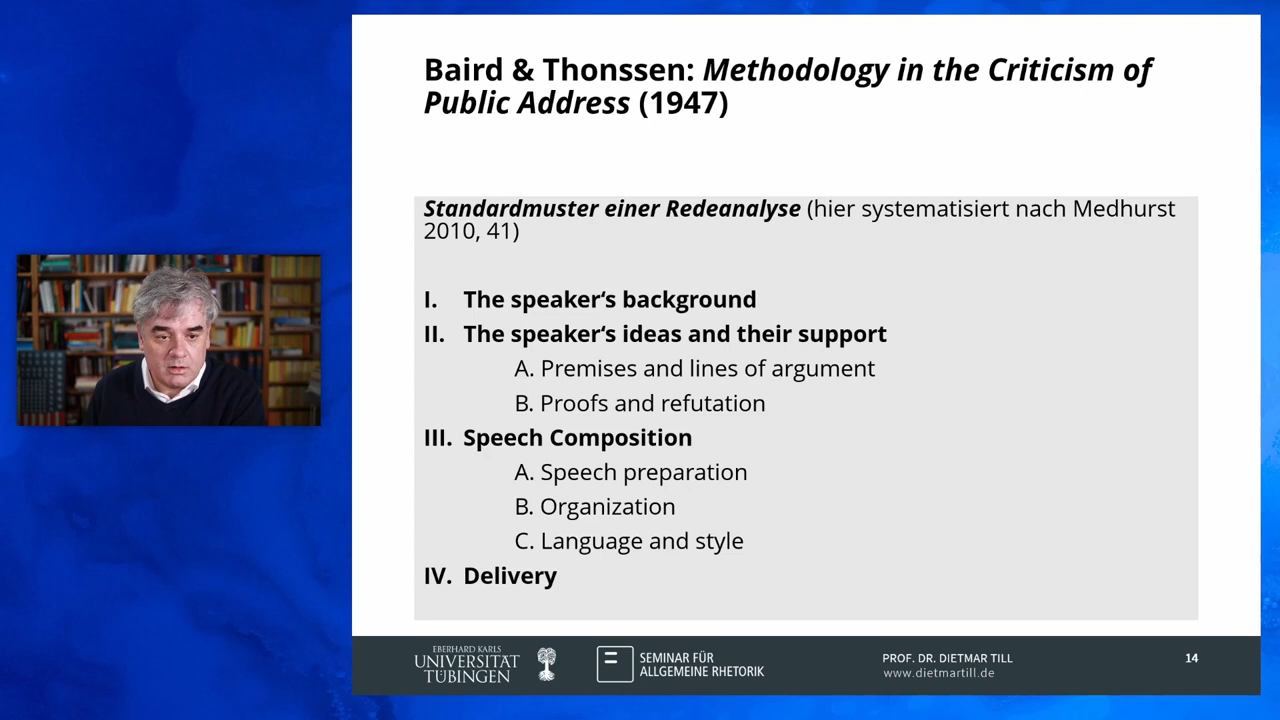 Baird & Thonssen: Methodology in the Criticism of
Public Address (1947)
Standardmuster einer Redeanalyse (hier systematisiert nach Medhurst
2010, 41)
I. The speaker‘s background
II. The speaker‘s ideas and their support
A. Premises and lines of argument
B. Proofs and refutation
III. Speech Composition
A. Speech preparation
B. Organization
C. Language and style
IV. Delivery
EBERHARD KARLS
UNIVERSITÄT
TÜBINGEN
SEMINAR FÜR
ALLGEMEINE RHETORIK
PROF. DR. DIETMAR TILL
www.dietmartill.de
14